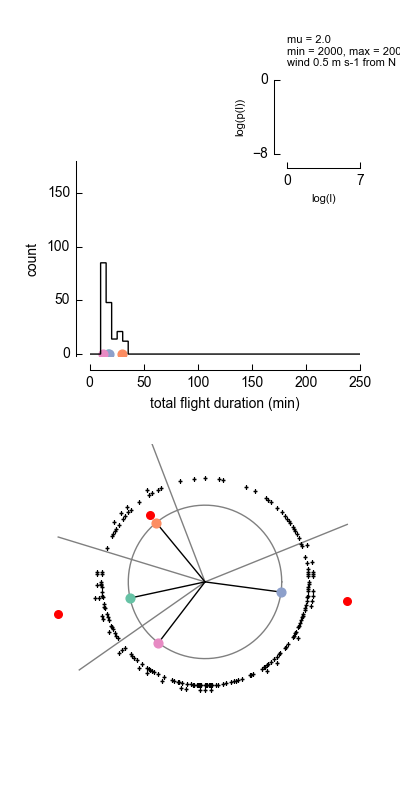 mu = 2.0
min = 2000, max = 200
wind 0.5 m s-1 from N
0
log(p(l))
−8
0 7
log(l)
150
count
100
50
0
0 50 100 150 200 250
total flight duration (min)